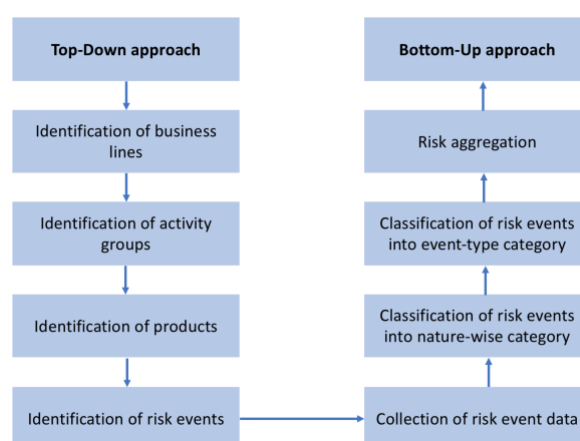 Top-Down approach
Identification of business
lines
Identification of activity
groups
Identification of products
Identification of risk events
Bottom-Up approach
Risk aggregation
Classification of risk events
into event-type category
Classification of risk events
into nature-wise category
Collection of risk event data